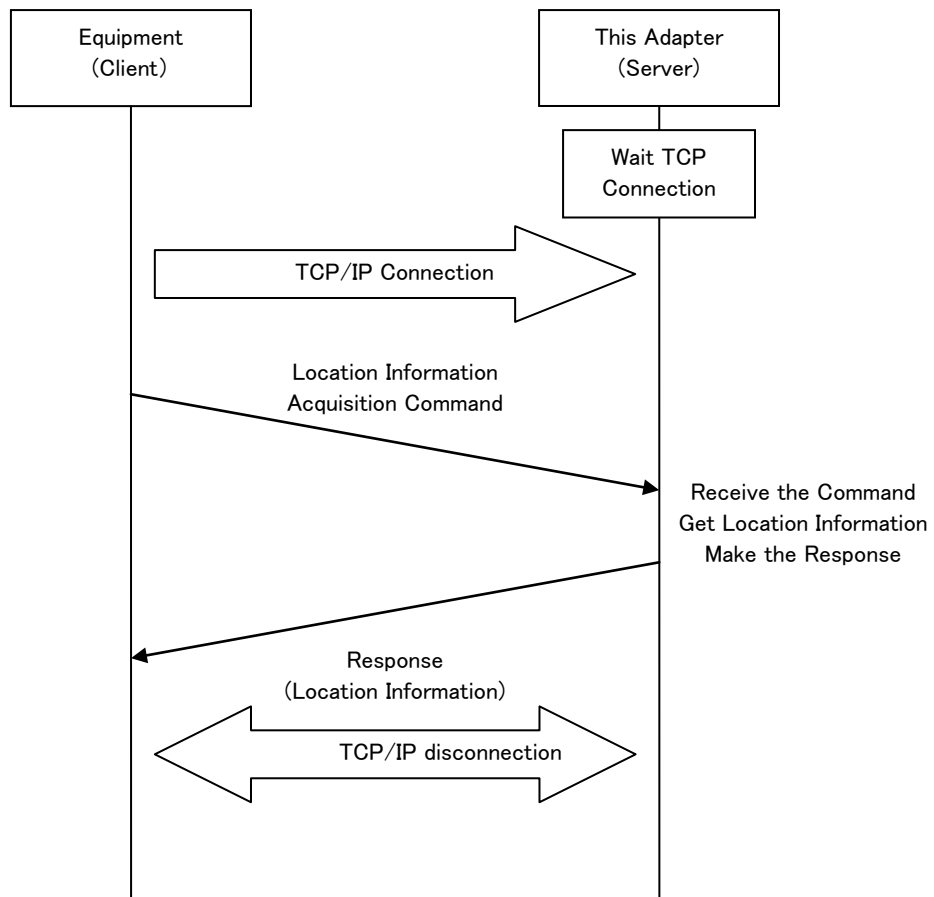 Equipment
(Client)
This Adapter
(Server)
Wait TCP
Connection
TCP/IP Connection
Location Information
Acquisition Command
Receive the Command
Get Location Information
Make the Response
Response
(Location Information)
TCP/IP disconnection